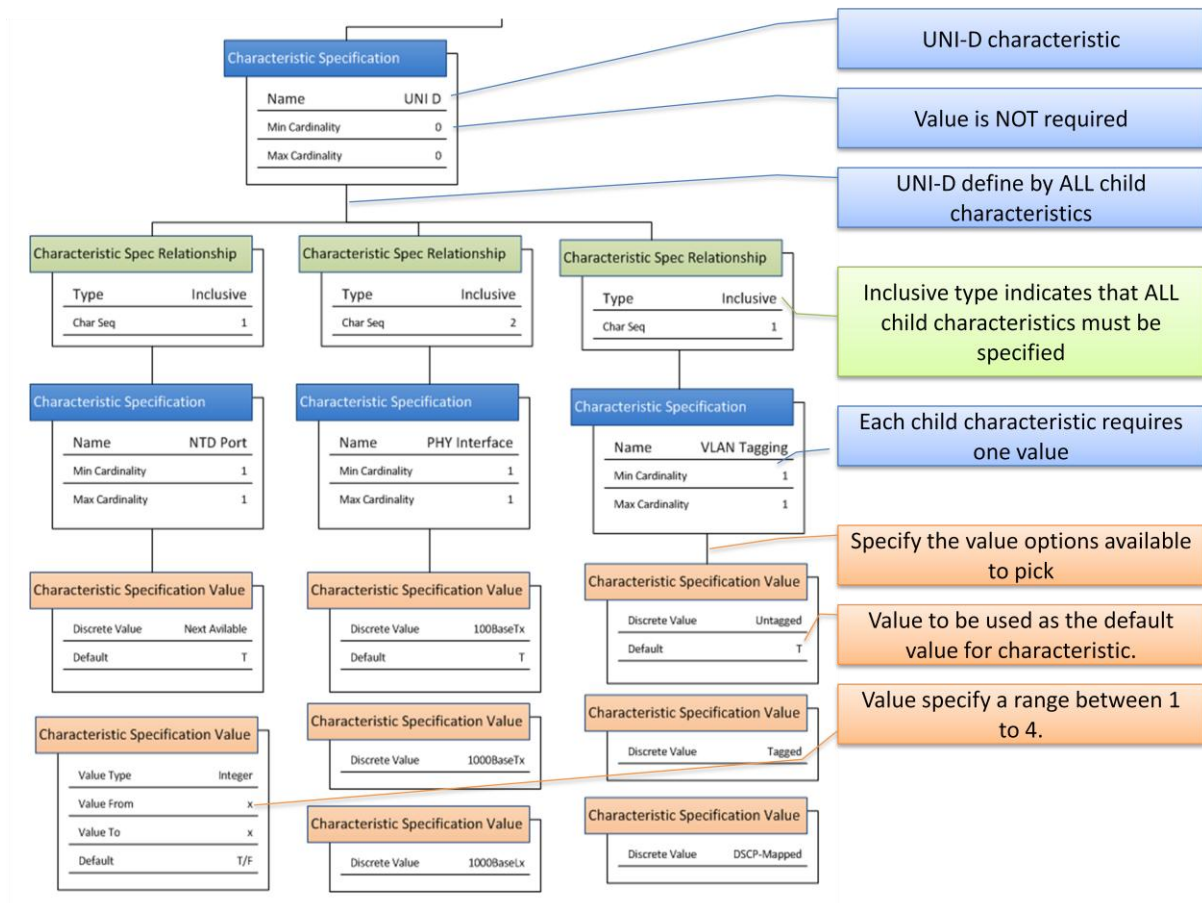 Characteristic Specification
Name UNI D
Min Cardinality 0
Max Cardinality 0
Characteristic Spec Relationship
Type Inclusive
Char Seq 1
Characteristic Spec Relationship
Type Inclusive
Char Seq 2
Characteristic Spec Relationship
Type Inclusive
Char Seq 1
Characteristic Specification
Name NTD Port
Min Cardinality 1
Max Cardinality 1
Characteristic Specification
Name PHY Interface
Min Cardinality 1
Max Cardinality 1
Characteristic Specification
Name VLAN Tagging
Min Cardinality 1
Max Cardinality 1
Characteristic Specification Value
Discrete Value Next Avilable
Default T
Characteristic Specification Value
Discrete Value 100BaseTx
Default T
Characteristic Specification Value
Discrete Value Untagged
Default T
Characteristic Specification Value
Value Type Integer
Value From x
Value To x
Default T/F
Characteristic Specification Value
Discrete Value 1000BaseTx
Characteristic Specification Value
Discrete Value Tagged
Characteristic Specification Value
Discrete Value 1000BaseLx
Characteristic Specification Value
Discrete Value DSCP-Mapped
UNI-D characteristic
Value is NOT required
UNI-D define by ALL child
characteristics
Inclusive type indicates that ALL
child characteristics must be
specified
Each child characteristic requires
one value
Specify the value options available
to pick
Value to be used as the default
value for characteristic.
Value specify a range between 1
to 4.